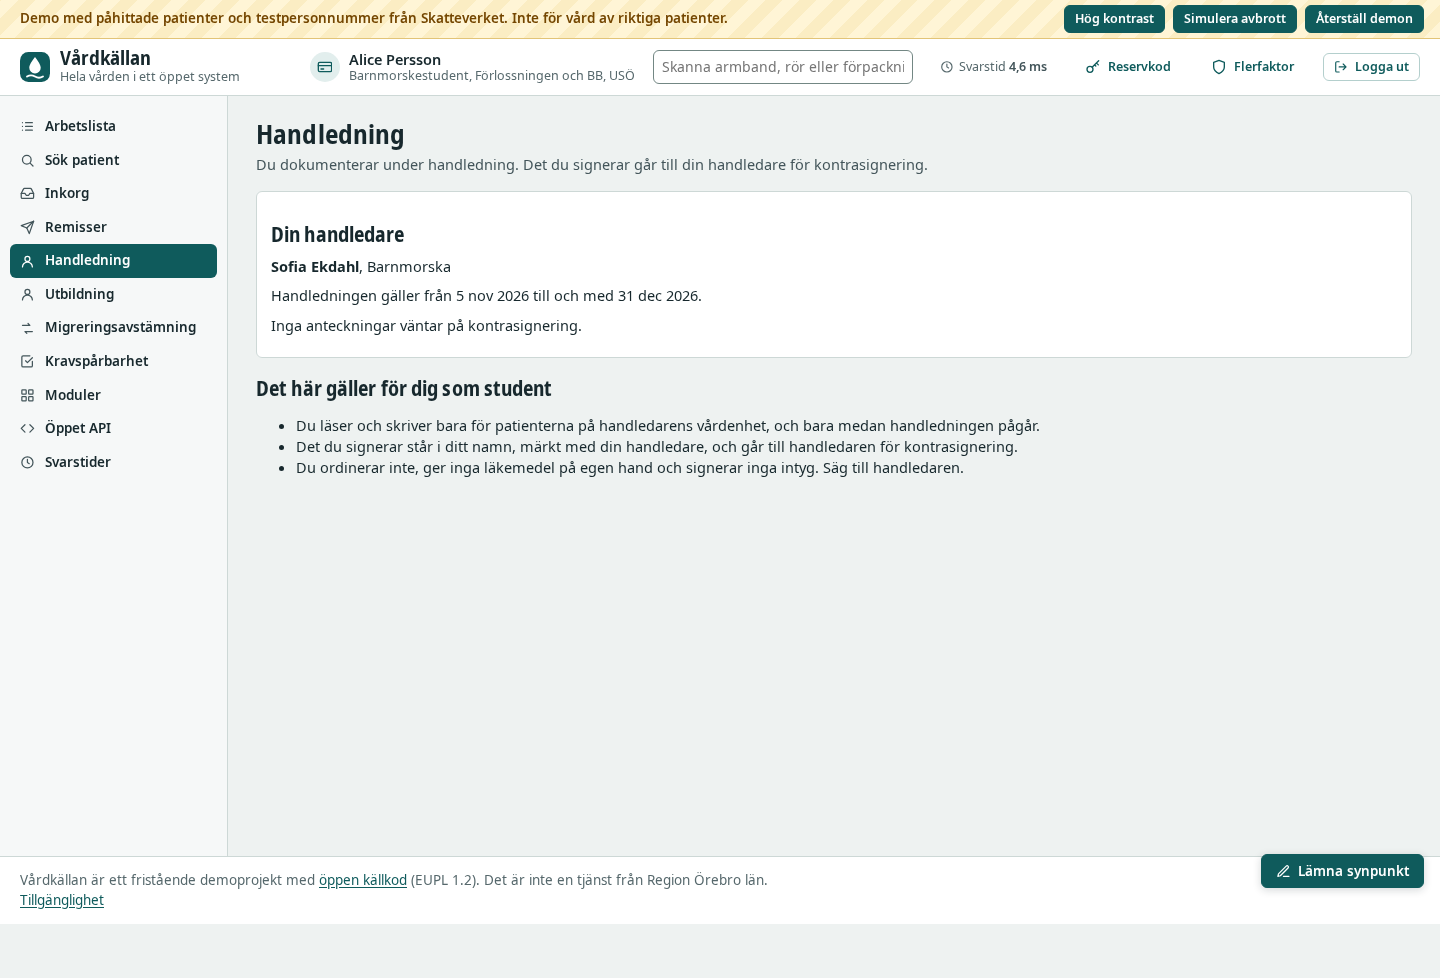 Demo med påhittade patienter och testpersonnummer från Skatteverket. Inte för vård av riktiga patienter.
Hög kontrast
Simulera avbrott
Återställ demon
Vårdkällan
Hela vården i ett öppet system
Alice Persson
Barnmorskestudent, Förlossningen och BB, USÖ
Skanna armband, rör eller förpackni
Svarstid 4,6 ms
Reservkod
Flerfaktor
Logga ut
Arbetslista
Sök patient
Inkorg
Remisser
Handledning
Utbildning
Migreringsavstämning
Kravspårbarhet
Moduler
Öppet API
Svarstider
Handledning
Du dokumenterar under handledning. Det du signerar går till din handledare för kontrasignering.
Din handledare
Sofia Ekdahl, Barnmorska
Handledningen gäller från 5 nov 2026 till och med 31 dec 2026.
Inga anteckningar väntar på kontrasignering.
Det här gäller för dig som student
• Du läser och skriver bara för patienterna på handledarens vårdenhet, och bara medan handledningen pågår.
• Det du signerar står i ditt namn, märkt med din handledare, och går till handledaren för kontrasignering.
• Du ordinerar inte, ger inga läkemedel på egen hand och signerar inga intyg. Säg till handledaren.
Vårdkällan är ett fristående demoprojekt med öppen källkod (EUPL 1.2). Det är inte en tjänst från Region Örebro län.
Tillgänglighet
Lämna synpunkt